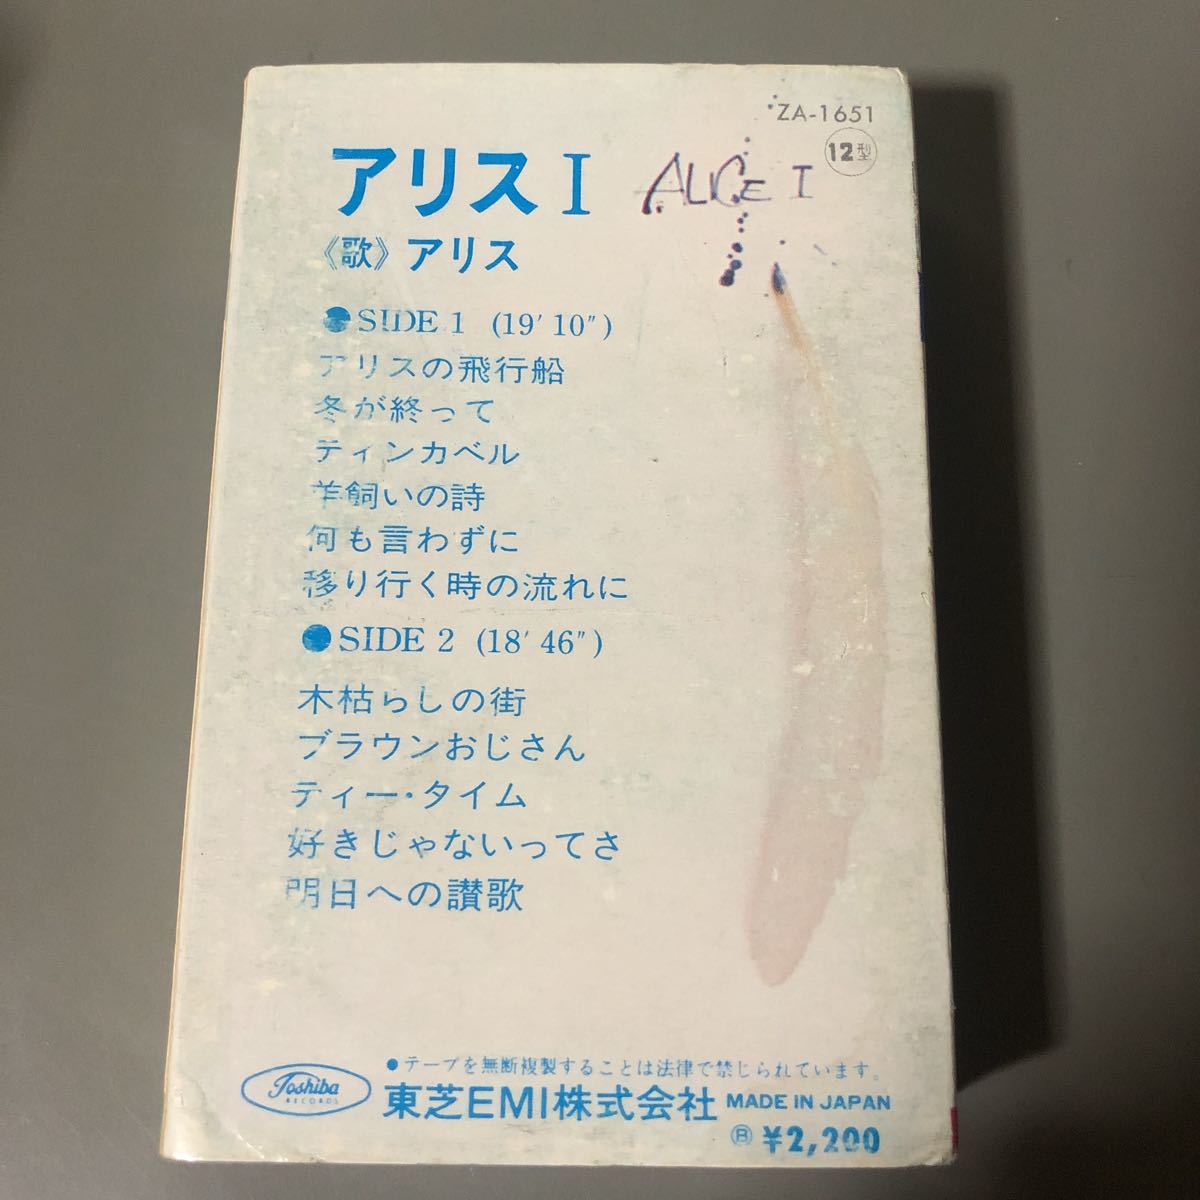 ZA-1651
12型
アリスI ALICE I
《歌》アリス
●SIDE 1 (19′10″)
アリスの飛行船
冬が終って
ティンカベル
羊飼いの詩
何も言わずに
移り行く時の流れに
●SIDE 2 (18′46″)
木枯らしの街
ブラウンおじさん
ティー・タイム
好きじゃないってさ
明日への讃歌
●テープを無断複製することは法律で禁じられています。
Toshiba
RECORDS
東芝EMI株式会社 MADE IN JAPAN
Ⓑ ¥2,200